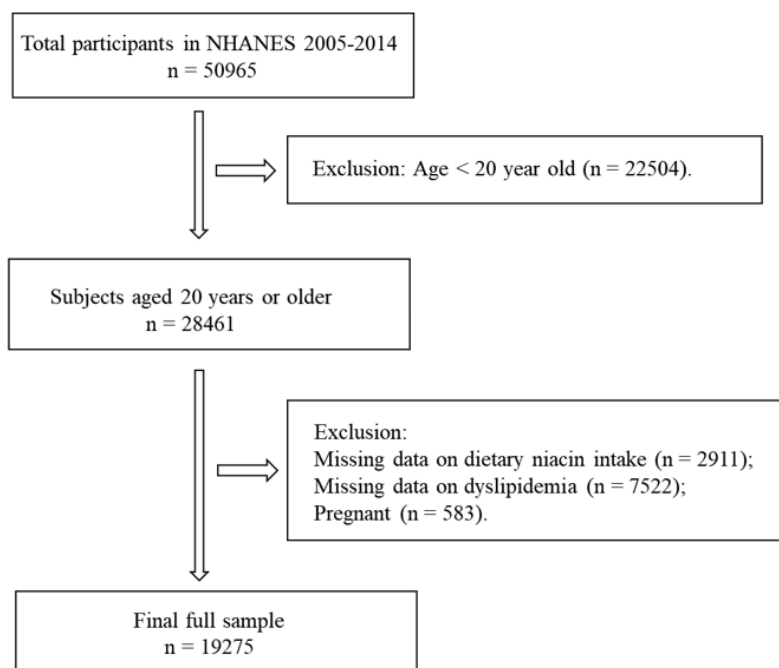 Total participants in NHANES 2005-2014
n = 50965
Exclusion: Age < 20 year old (n = 22504).
Subjects aged 20 years or older
n = 28461
Exclusion:
Missing data on dietary niacin intake (n = 2911);
Missing data on dyslipidemia (n = 7522);
Pregnant (n = 583).
Final full sample
n = 19275